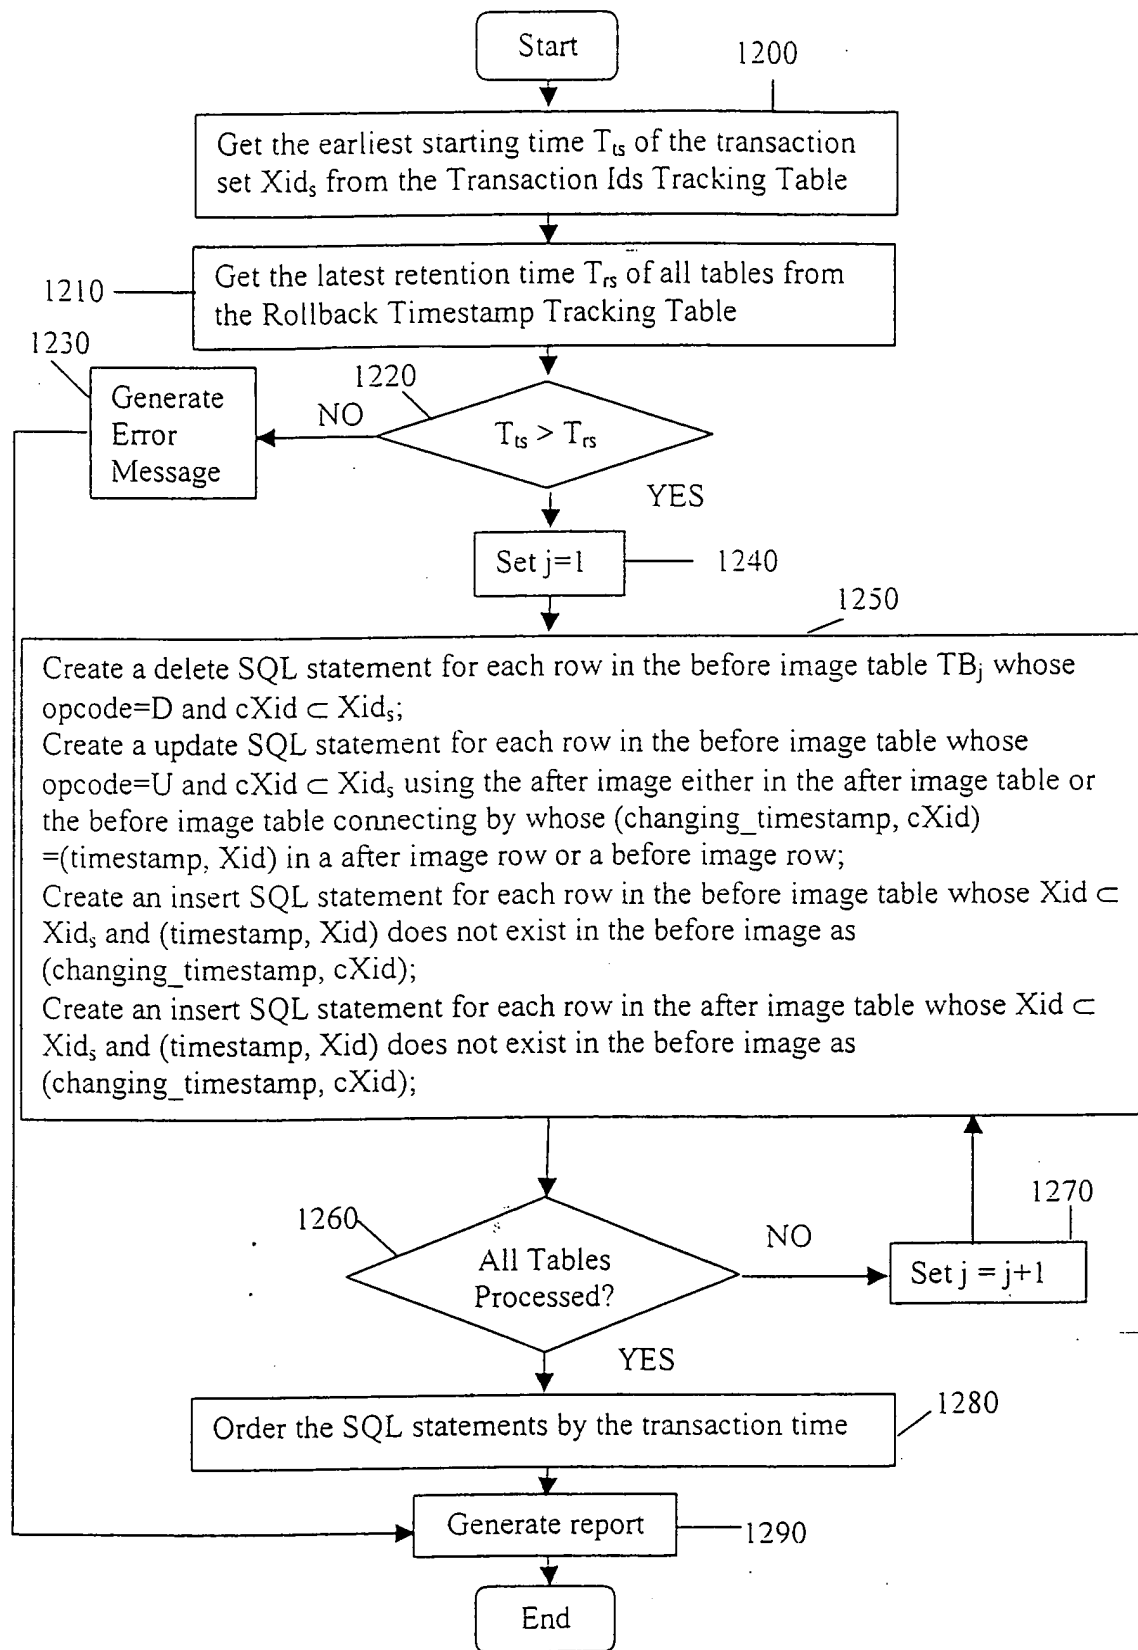 Start
1200
Get the earliest starting time Tts of the transaction
set Xids from the Transaction Ids Tracking Table
1210
Get the latest retention time Trs of all tables from
the Rollback Timestamp Tracking Table
1230
1220
Generate
Error
Message
NO
Tts > Trs
YES
Set j=1
1240
1250
Create a delete SQL statement for each row in the before image table TBj whose
opcode=D and cXid ⊂ Xids;
Create a update SQL statement for each row in the before image table whose
opcode=U and cXid ⊂ Xids using the after image either in the after image table or
the before image table connecting by whose (changing_timestamp, cXid)
=(timestamp, Xid) in a after image row or a before image row;
Create an insert SQL statement for each row in the before image table whose Xid ⊂
Xids and (timestamp, Xid) does not exist in the before image as
(changing_timestamp, cXid);
Create an insert SQL statement for each row in the after image table whose Xid ⊂
Xids and (timestamp, Xid) does not exist in the before image as
(changing_timestamp, cXid);
1260
All Tables
Processed?
NO
1270
Set j = j+1
YES
Order the SQL statements by the transaction time
1280
Generate report
1290
End